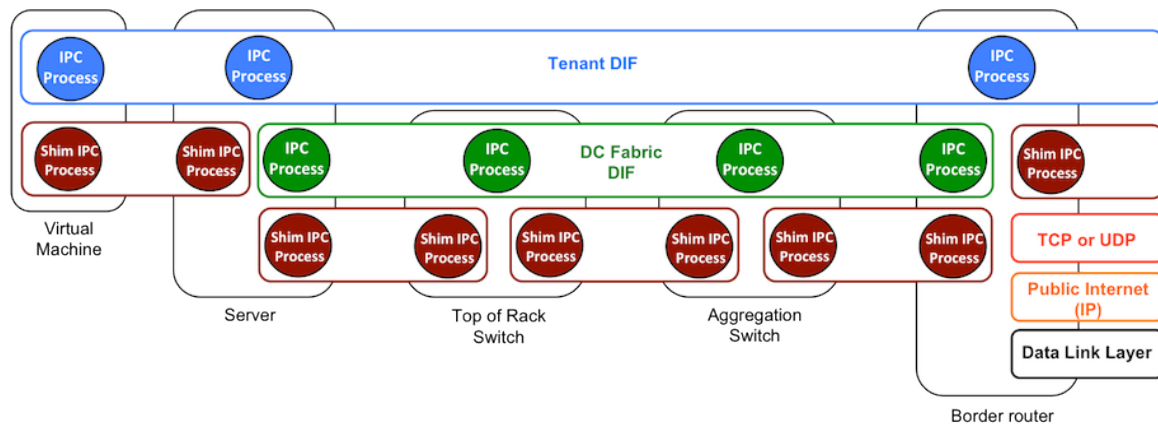 IPC
Process
IPC
Process
Tenant DIF
IPC
Process
Shim IPC
Process
Shim IPC
Process
IPC
Process
IPC
Process
DC Fabric
DIF
IPC
Process
IPC
Process
Shim IPC
Process
Virtual
Machine
Shim IPC
Process
Shim IPC
Process
Shim IPC
Process
Shim IPC
Process
Shim IPC
Process
Shim IPC
Process
TCP or UDP
Public Internet
(IP)
Data Link Layer
Server
Top of Rack
Switch
Aggregation
Switch
Border router